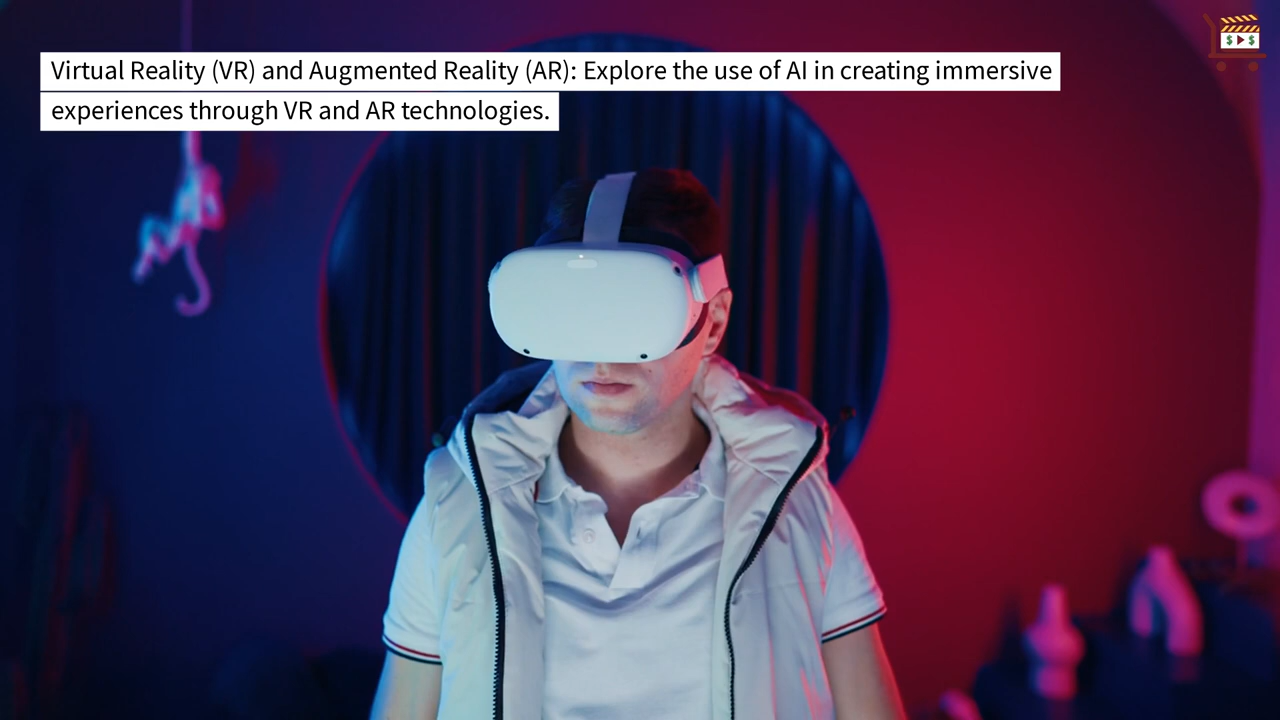 Virtual Reality (VR) and Augmented Reality (AR): Explore the use of AI in creating immersive
experiences through VR and AR technologies.
$ $